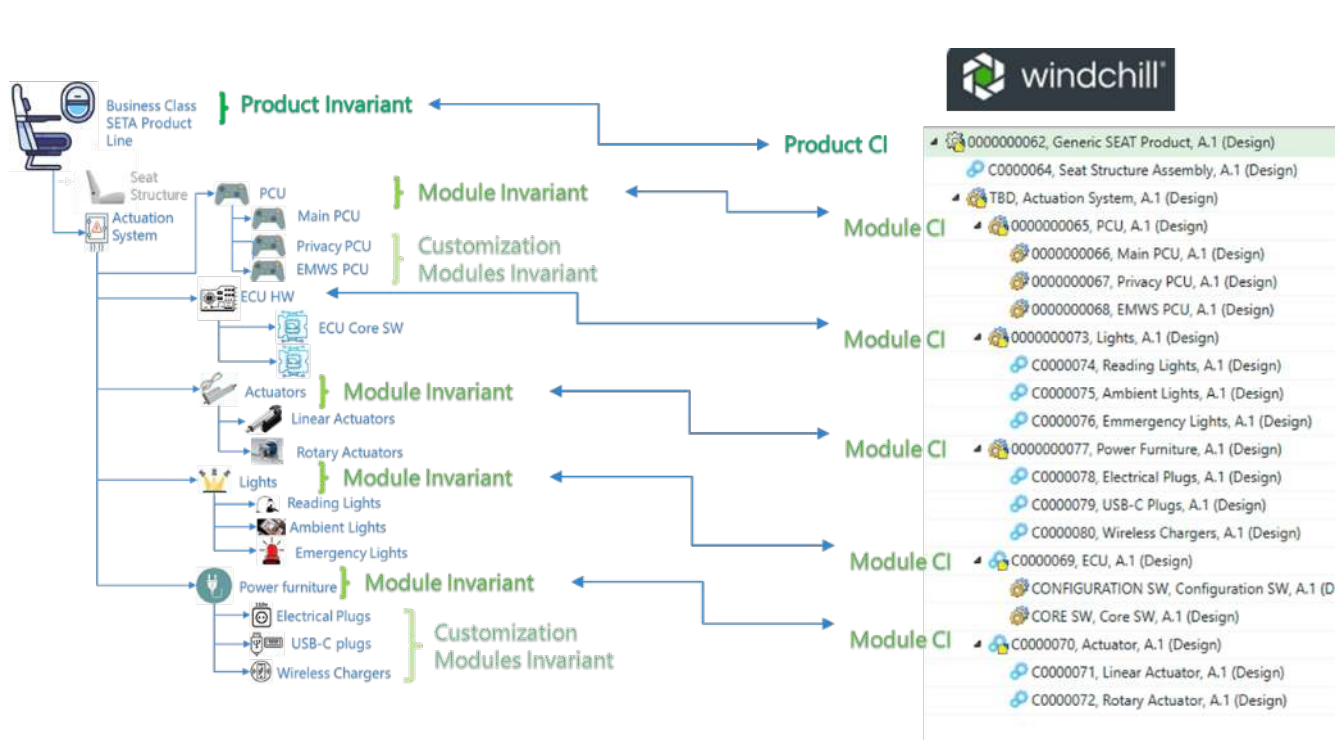 windchill
Business Class
SETA Product
Line
Product Invariant
Product CI
Seat
Structure
Actuation
System
PCU
Module Invariant
Main PCU
Privacy PCU
EMWS PCU
Customization
Modules Invariant
Module CI
ECU HW
ECU Core SW
Module CI
Actuators
Module Invariant
Linear Actuators
Rotary Actuators
Module CI
Lights
Module Invariant
Reading Lights
Ambient Lights
Emergency Lights
Module CI
Power furniture
Module Invariant
Electrical Plugs
USB-C plugs
Wireless Chargers
Customization
Modules Invariant
Module CI
0000000062, Generic SEAT Product, A.1 (Design)
C0000064, Seat Structure Assembly, A.1 (Design)
TBD, Actuation System, A.1 (Design)
0000000065, PCU, A.1 (Design)
0000000066, Main PCU, A.1 (Design)
0000000067, Privacy PCU, A.1 (Design)
0000000068, EMWS PCU, A.1 (Design)
0000000073, Lights, A.1 (Design)
C0000074, Reading Lights, A.1 (Design)
C0000075, Ambient Lights, A.1 (Design)
C0000076, Emmergency Lights, A.1 (Design)
0000000077, Power Furniture, A.1 (Design)
C0000078, Electrical Plugs, A.1 (Design)
C0000079, USB-C Plugs, A.1 (Design)
C0000080, Wireless Chargers, A.1 (Design)
C0000069, ECU, A.1 (Design)
CONFIGURATION SW, Configuration SW, A.1 (D
CORE SW, Core SW, A.1 (Design)
C0000070, Actuator, A.1 (Design)
C0000071, Linear Actuator, A.1 (Design)
C0000072, Rotary Actuator, A.1 (Design)